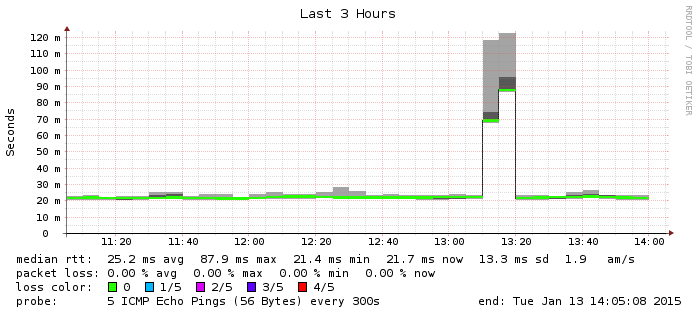 Last 3 Hours
RRDTOOL / TOBI OETIKER
Seconds
120 m
110 m
100 m
90 m
80 m
70 m
60 m
50 m
40 m
30 m
20 m
10 m
0
11:20 11:40 12:00 12:20 12:40 13:00 13:20 13:40 14:00
median rtt: 25.2 ms avg 87.9 ms max 21.4 ms min 21.7 ms now 13.3 ms sd 1.9 am/s
packet loss: 0.00 % avg 0.00 % max 0.00 % min 0.00 % now
loss color: 0 1/5 2/5 3/5 4/5
probe: 5 ICMP Echo Pings (56 Bytes) every 300s end: Tue Jan 13 14:05:08 2015